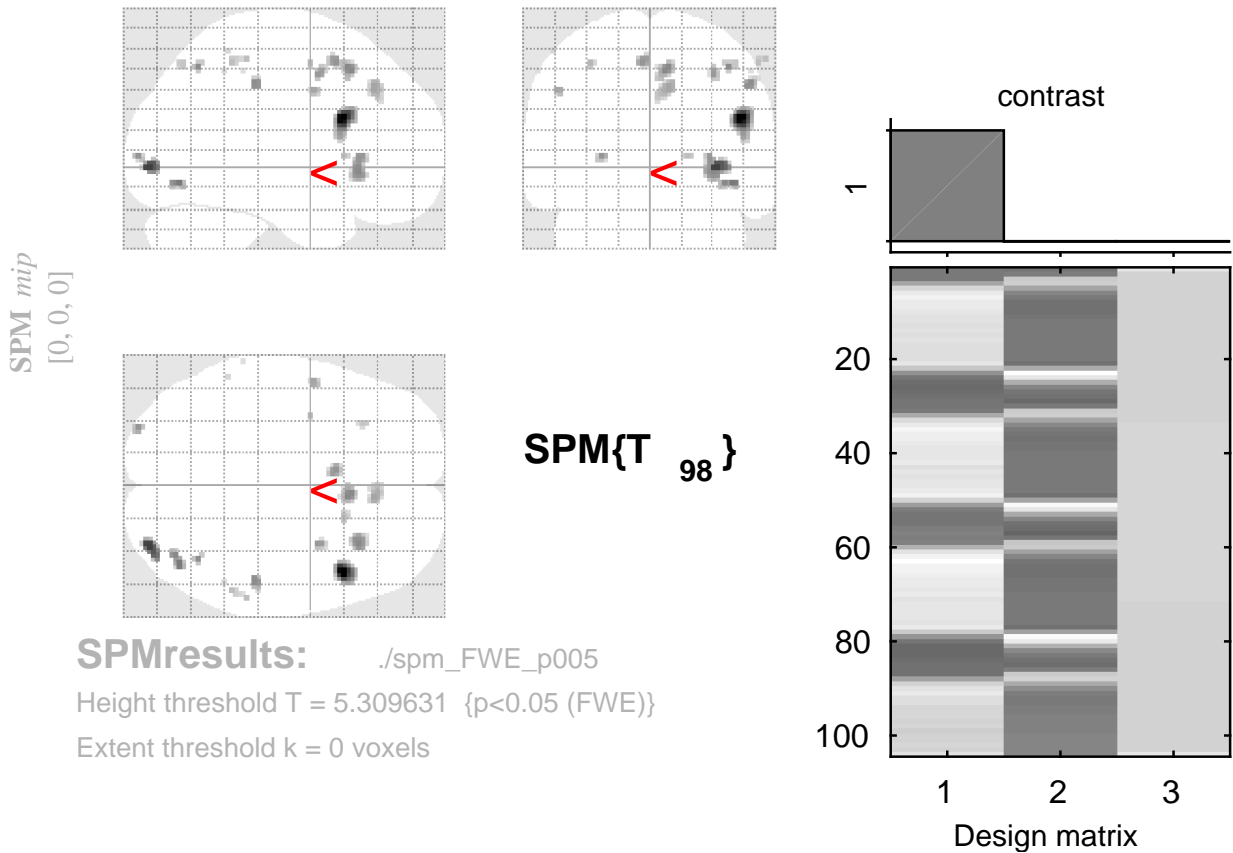 SPM mip
[0, 0, 0]
<
<
<
SPM{T 98}
SPMresults: ./spm_FWE_p005
Height threshold T = 5.309631 {p<0.05 (FWE)}
Extent threshold k = 0 voxels
contrast
1
20
40
60
80
100
1 2 3
Design matrix